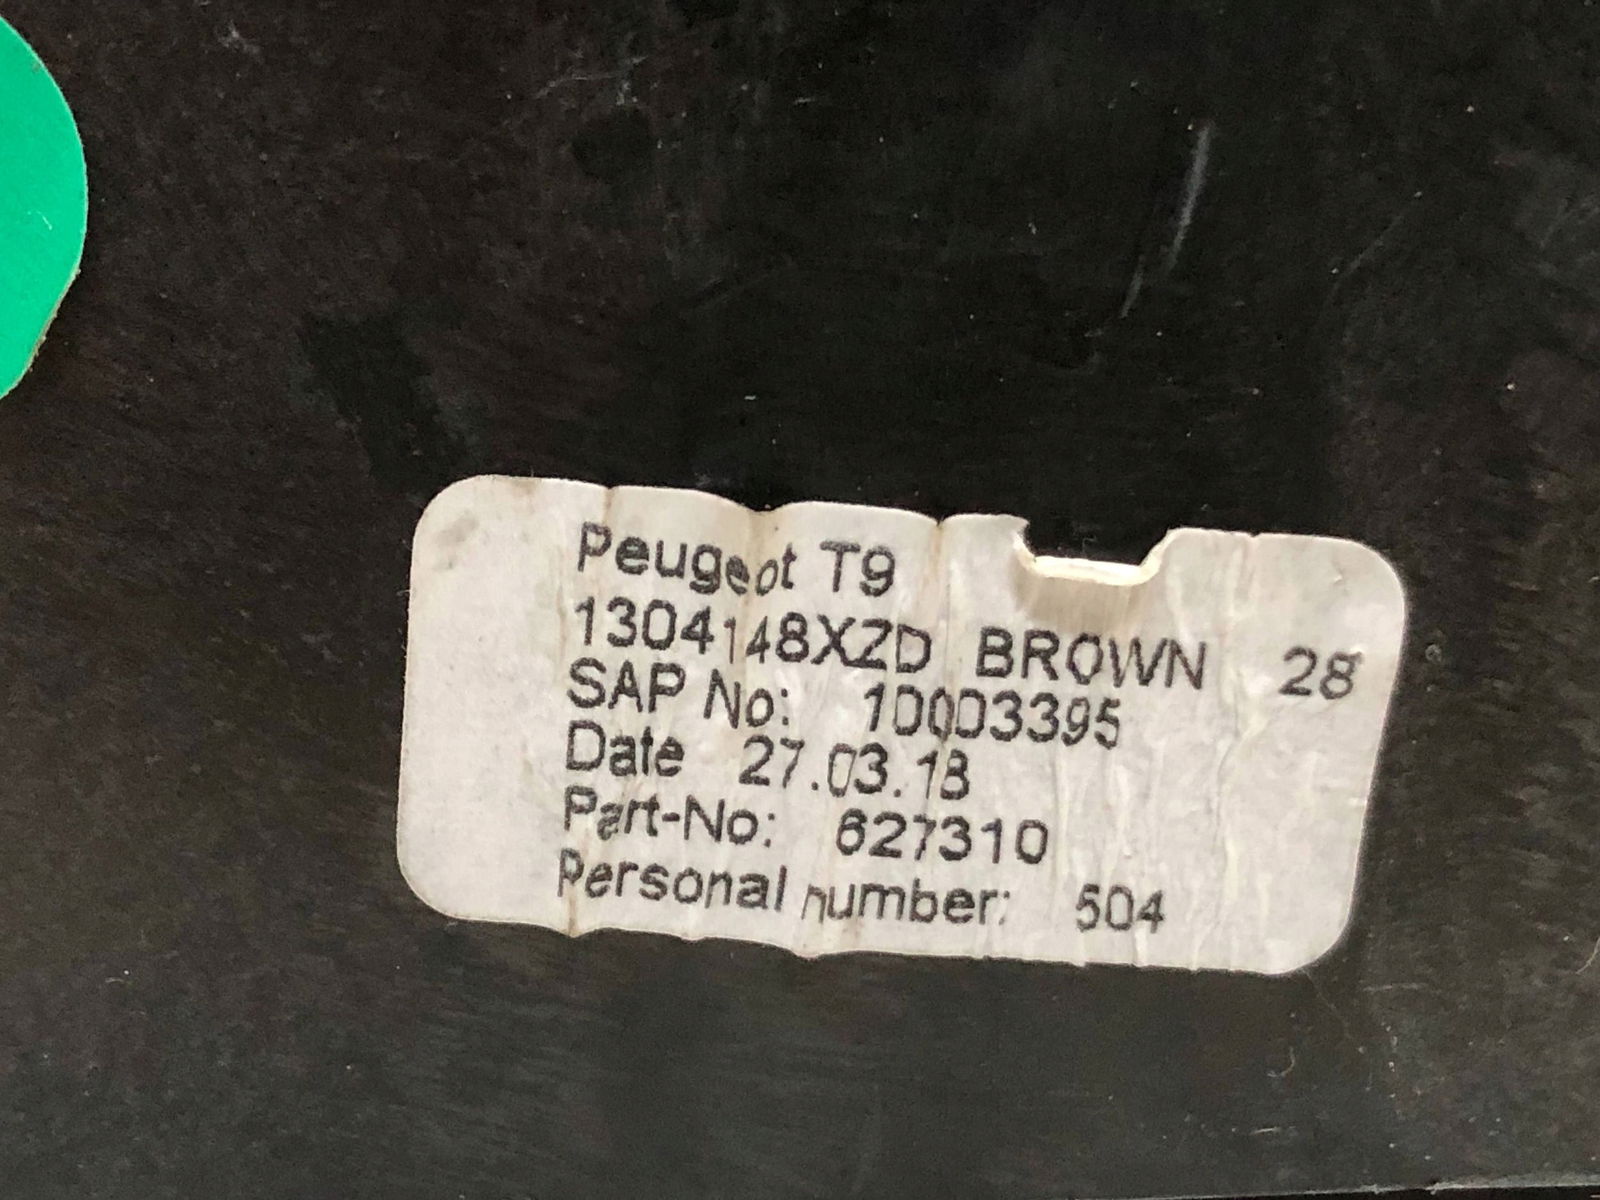 Peugeot T9
1304148XZD BROWN 28
SAP No: 10003395
Date 27.03.18
Part-No: 627310
Personal number: 504